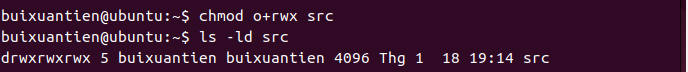 buixuantien@ubuntu:~$ chmod o+rwx src
buixuantien@ubuntu:~$ ls -ld src
drwxrwxrwx 5 buixuantien buixuantien 4096 Thg 1  18 19:14 src